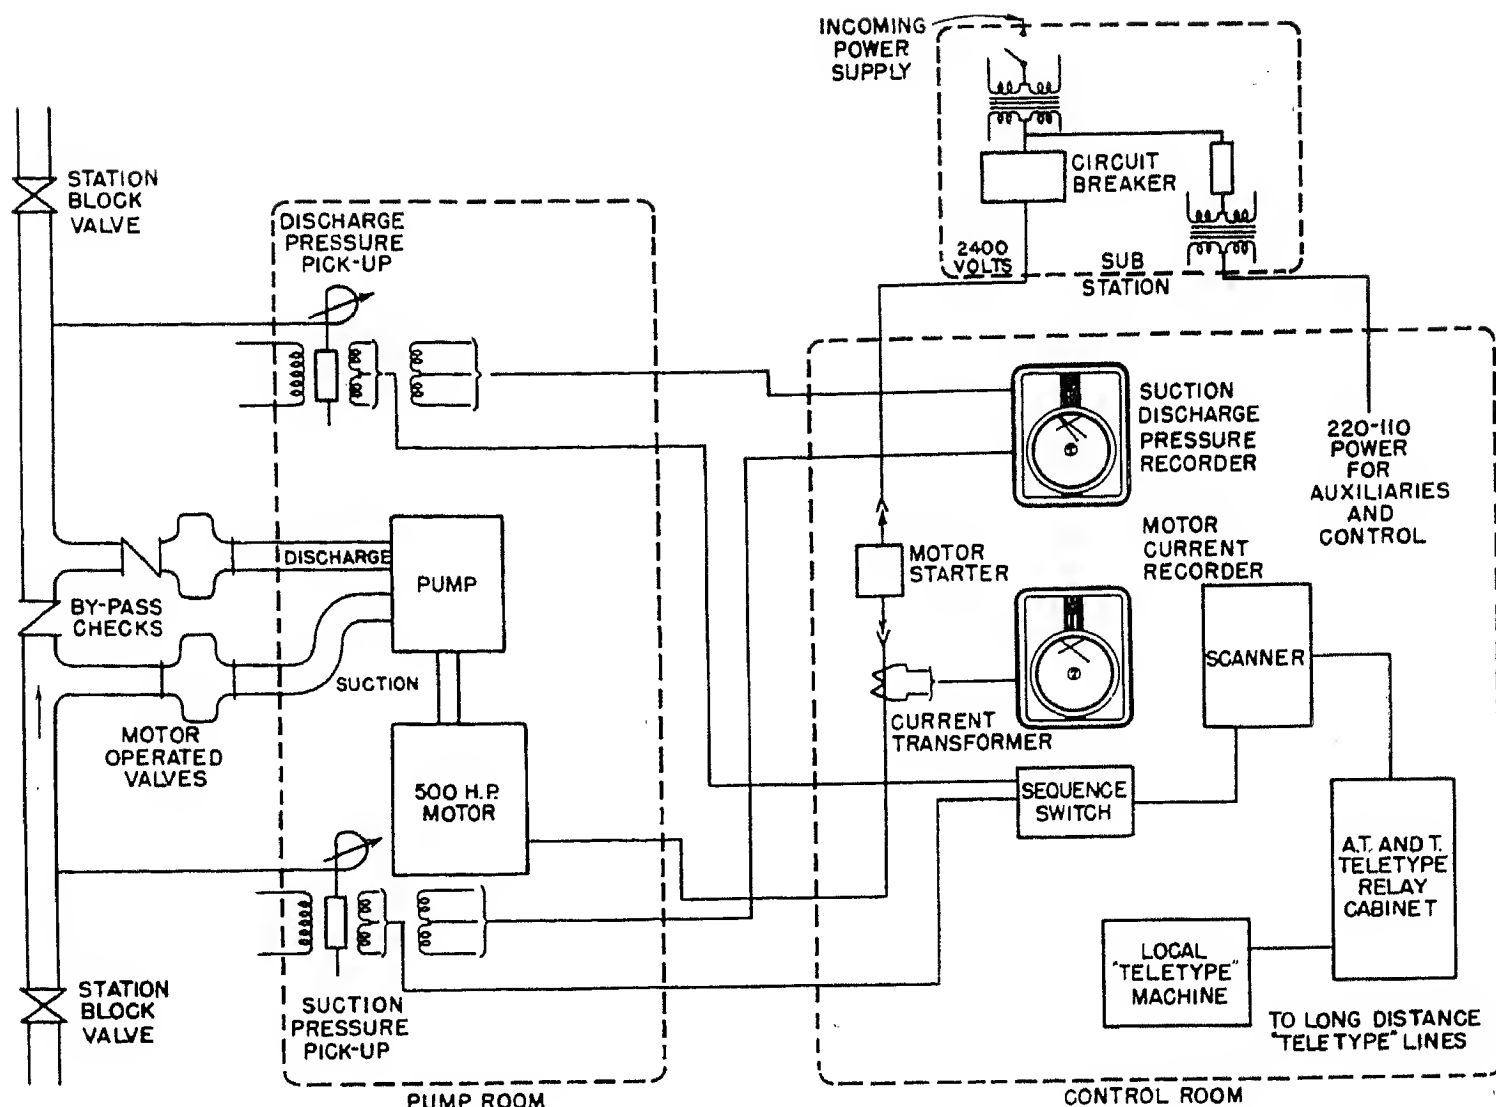 INCOMING
POWER
SUPPLY
STATION
BLOCK
VALVE
DISCHARGE
PRESSURE
PICK-UP
CIRCUIT
BREAKER
2400
VOLTS
SUB
STATION
SUCTION
DISCHARGE
PRESSURE
RECORDER
220-110
POWER
FOR
AUXILIARIES
AND
CONTROL
DISCHARGE
PUMP
BY-PASS
CHECKS
SUCTION
MOTOR
OPERATED
VALVES
500 H.P.
MOTOR
MOTOR
STARTER
MOTOR
CURRENT
RECORDER
CURRENT
TRANSFORMER
SCANNER
SEQUENCE
SWITCH
A.T. AND T.
TELETYPE
RELAY
CABINET
LOCAL
"TELETYPE"
MACHINE
TO LONG DISTANCE
"TELETYPE" LINES
STATION
BLOCK
VALVE
SUCTION
PRESSURE
PICK-UP
PUMP ROOM
CONTROL ROOM